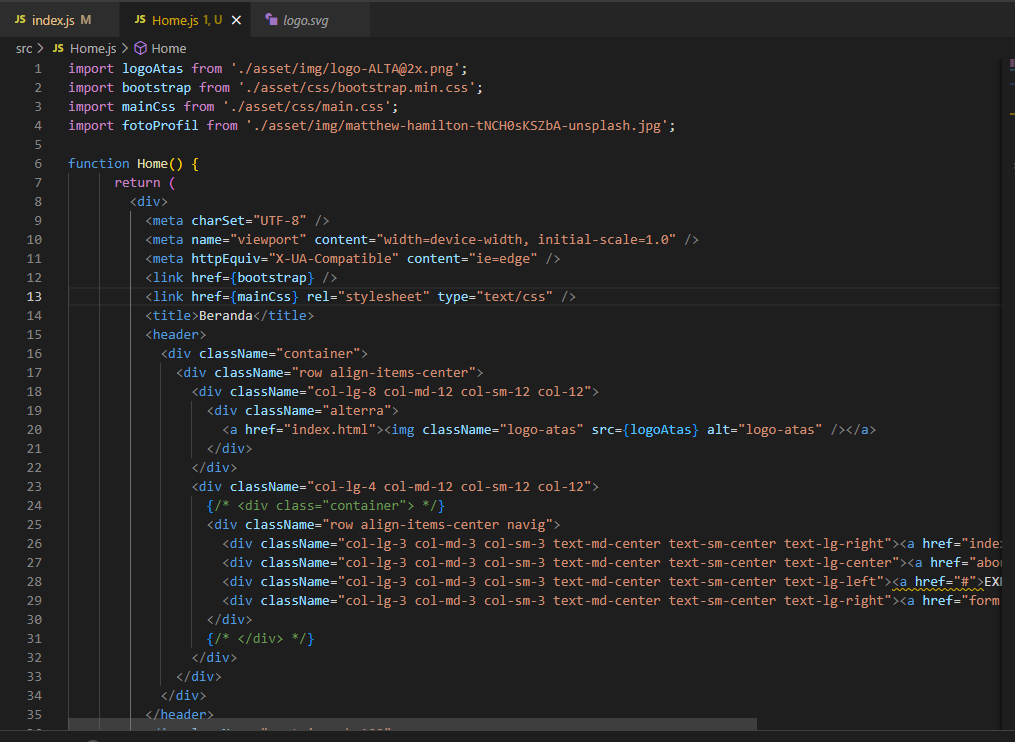 JS index.js M
JS Home.js 1, U
logo.svg
src > JS Home.js > Home
1 import logoAtas from './asset/img/logo-ALTA@2x.png';
2 import bootstrap from './asset/css/bootstrap.min.css';
3 import mainCss from './asset/css/main.css';
4 import fotoProfil from './asset/img/matthew-hamilton-tNCH0sKSZbA-unsplash.jpg';
5
6 function Home() {
7 return (
8 <div>
9 <meta charSet="UTF-8" />
10 <meta name="viewport" content="width=device-width, initial-scale=1.0" />
11 <meta httpEquiv="X-UA-Compatible" content="ie=edge" />
12 <link href={bootstrap} />
13 <link href={mainCss} rel="stylesheet" type="text/css" />
14 <title>Beranda</title>
15 <header>
16 <div className="container">
17 <div className="row align-items-center">
18 <div className="col-lg-8 col-md-12 col-sm-12 col-12">
19 <div className="alterra">
20 <a href="index.html"><img className="logo-atas" src={logoAtas} alt="logo-atas" /></a>
21 </div>
22 </div>
23 <div className="col-lg-4 col-md-12 col-sm-12 col-12">
24 {/* <div class="container"> */}
25 <div className="row align-items-center navig">
26 <div className="col-lg-3 col-md-3 col-sm-3 text-md-center text-sm-center text-lg-right"><a href="inde
27 <div className="col-lg-3 col-md-3 col-sm-3 text-md-center text-sm-center text-lg-center"><a href="abo
28 <div className="col-lg-3 col-md-3 col-sm-3 text-md-center text-sm-center text-lg-left"><a href="#">EX
29 <div className="col-lg-3 col-md-3 col-sm-3 text-md-center text-sm-center text-lg-right"><a href="form
30 </div>
31 {/* </div> */}
32 </div>
33 </div>
34 </div>
35 </header>